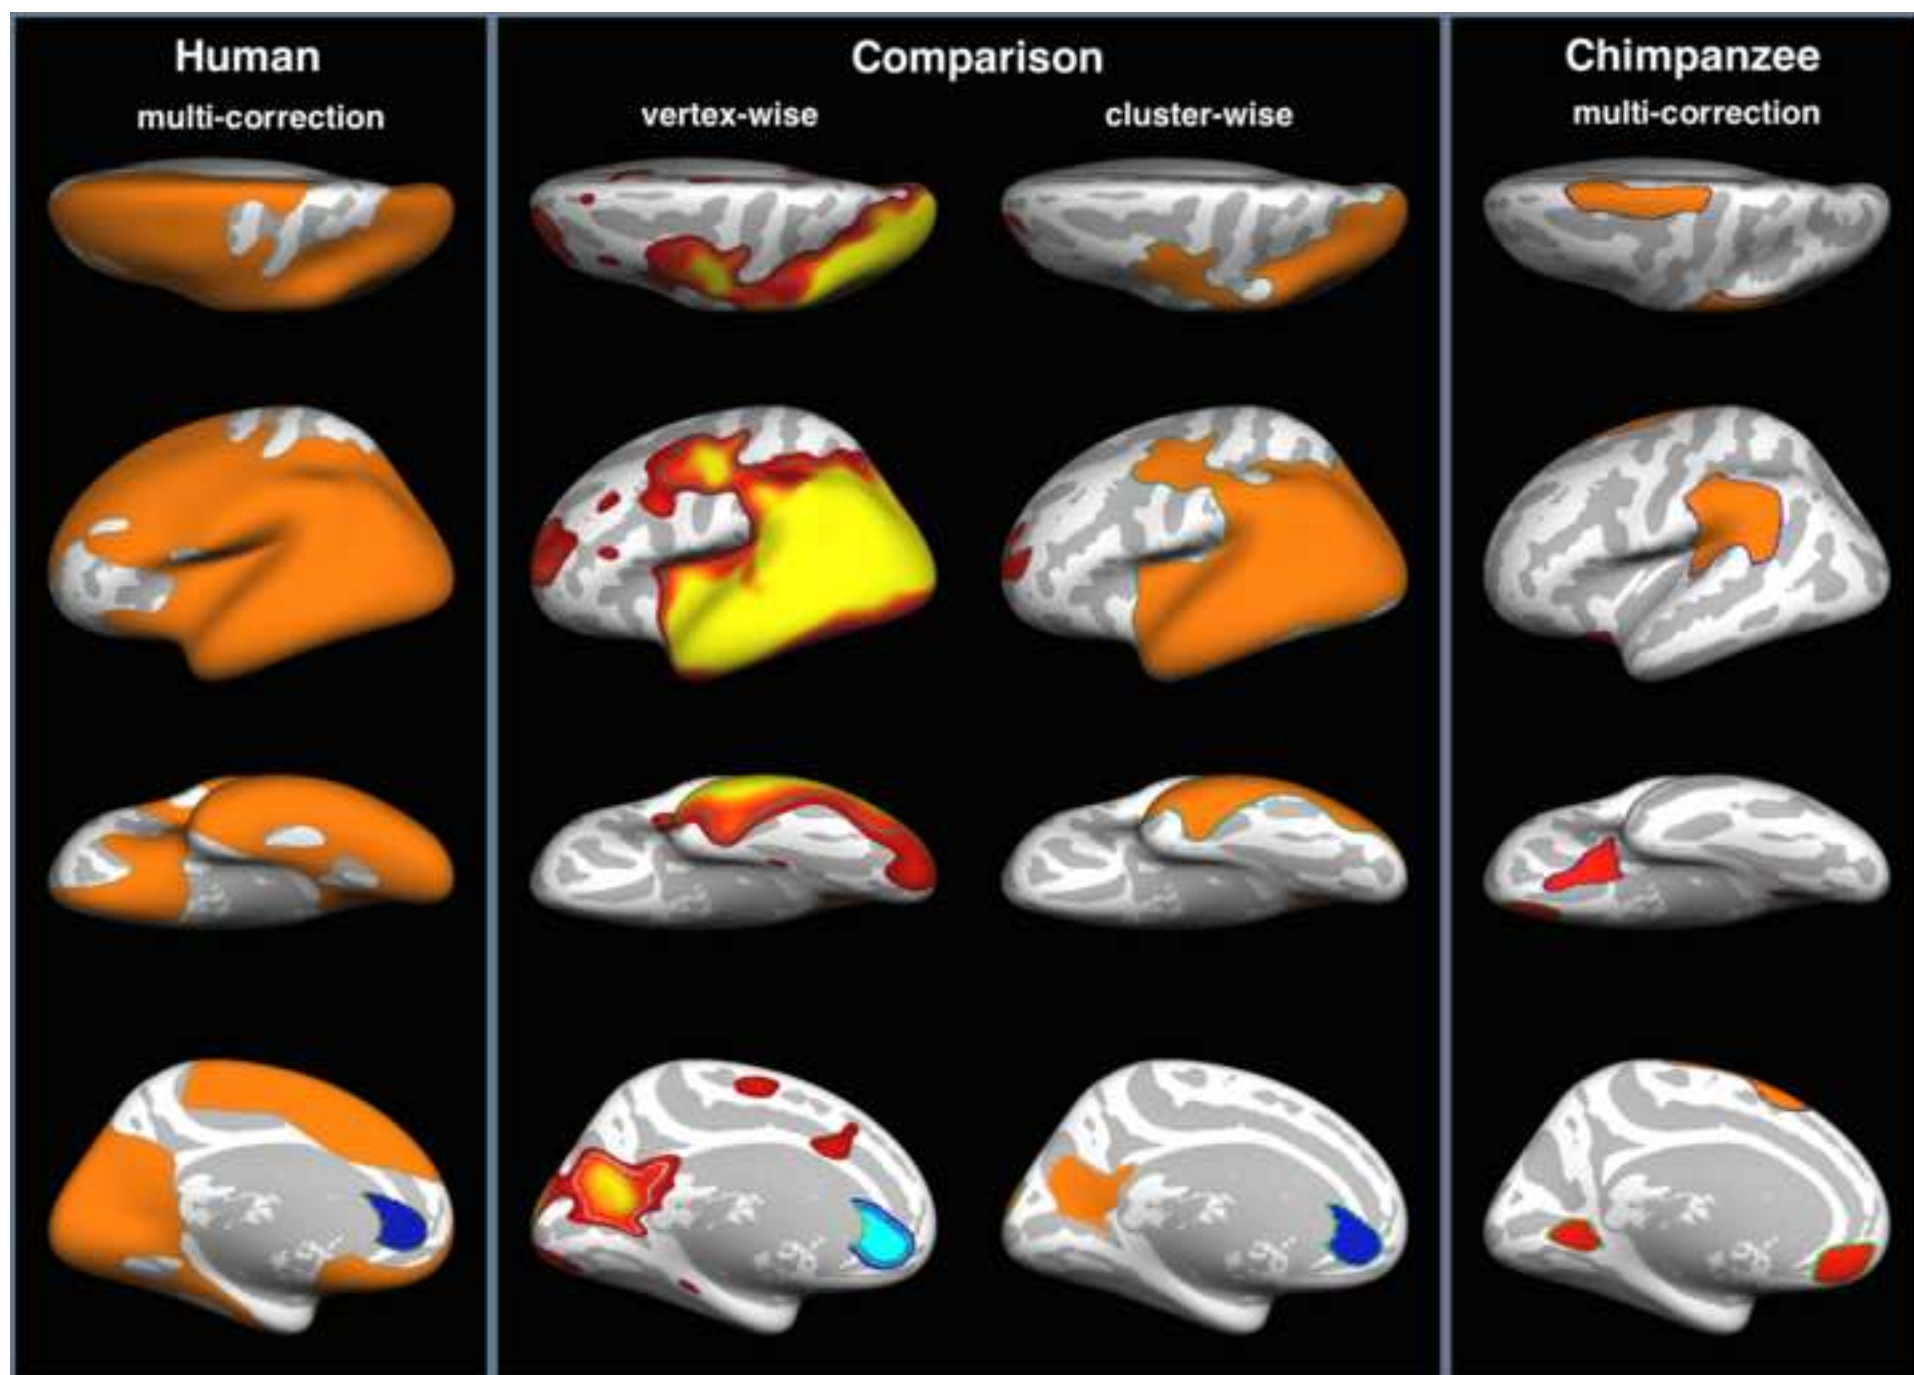 Human
multi-correction
Comparison
vertex-wise
cluster-wise
Chimpanzee
multi-correction